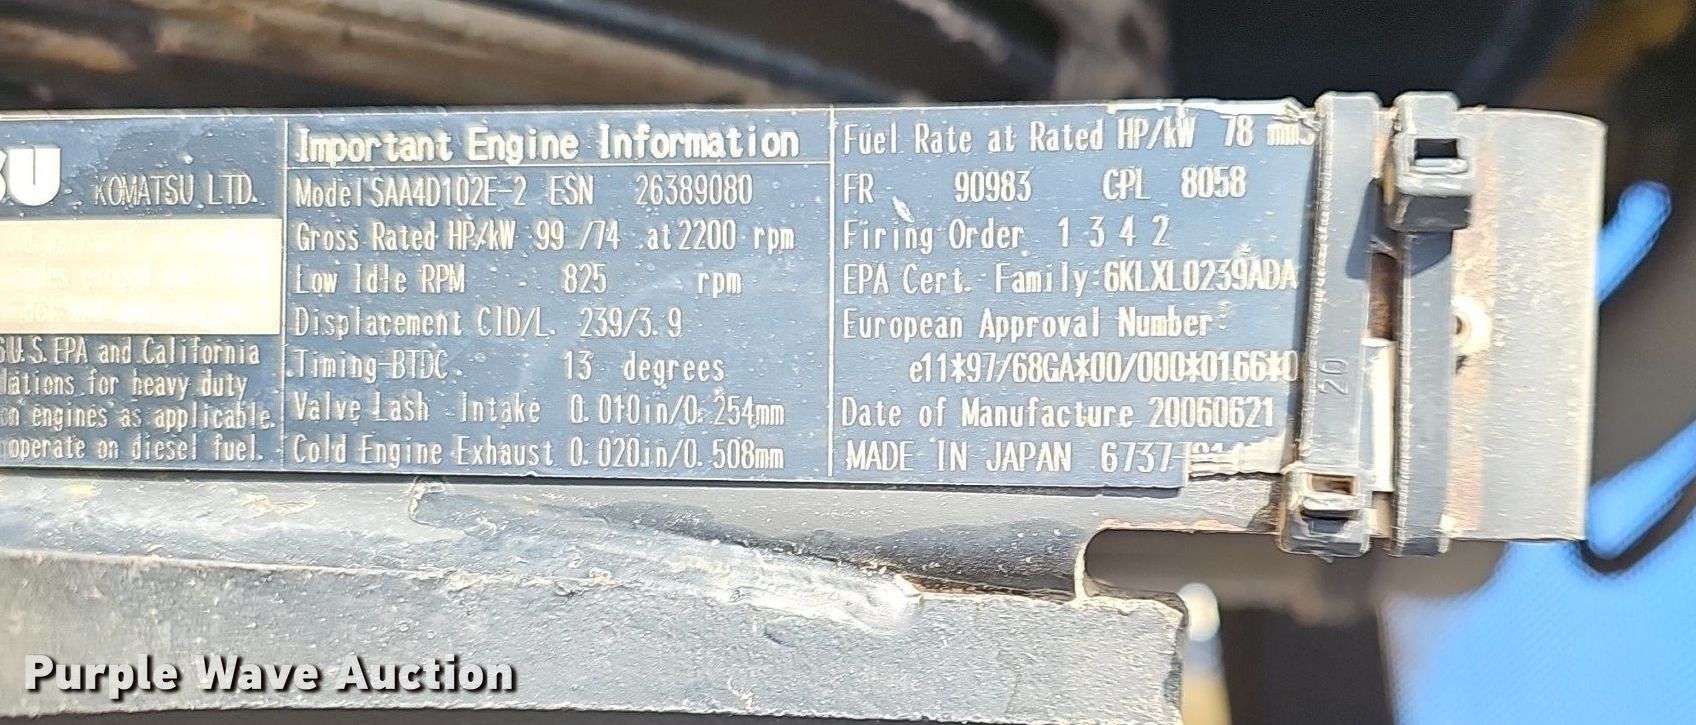 SU KOMATSU LTD.
U.S. EPA and California
lations for heavy duty
on engines as applicable.
operate on diesel fuel.
Important Engine Information
Model SAA4D102E-2 ESN 26389080
Gross Rated HP/kW 99 /74 at 2200 rpm
Low Idle RPM 825 rpm
Displacement CID/L. 239/3.9
Timing-BTDC 13 degrees
Valve Lash Intake 0.010in/0.254mm
Cold Engine Exhaust 0.020in/0.508mm
Fuel Rate at Rated HP/kW 78 mm3
FR 90983 CPL 8058
Firing Order 1 3 4 2
EPA Cert. Family: 6KLXL0239ADA
European Approval Number
e11*97/68GA*00/000*0166*0
Date of Manufacture 20060621
MADE IN JAPAN 6737-
20
Purple Wave Auction